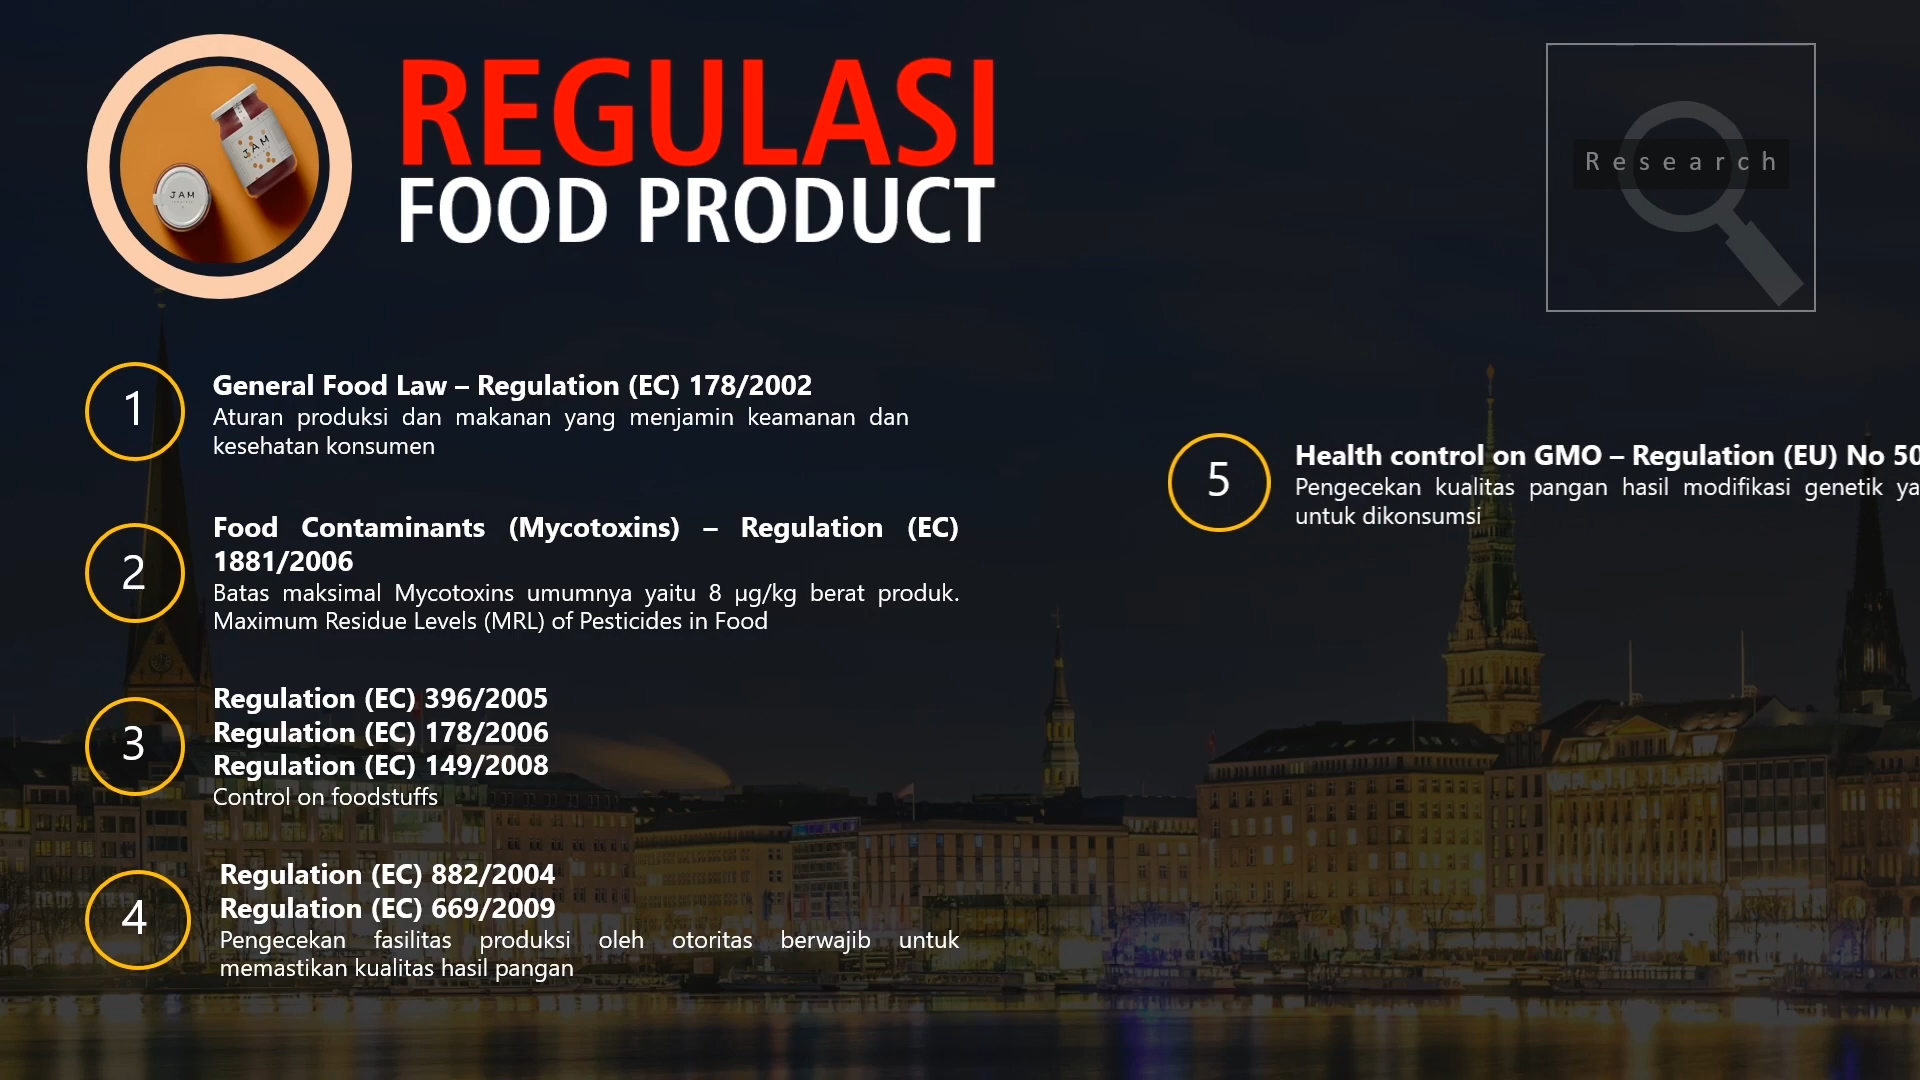 REGULASI
FOOD PRODUCT
JAM
JAM
Research
1
General Food Law – Regulation (EC) 178/2002
Aturan produksi dan makanan yang menjamin keamanan dan
kesehatan konsumen
2
Food Contaminants (Mycotoxins) – Regulation (EC)
1881/2006
Batas maksimal Mycotoxins umumnya yaitu 8 µg/kg berat produk.
Maximum Residue Levels (MRL) of Pesticides in Food
3
Regulation (EC) 396/2005
Regulation (EC) 178/2006
Regulation (EC) 149/2008
Control on foodstuffs
4
Regulation (EC) 882/2004
Regulation (EC) 669/2009
Pengecekan fasilitas produksi oleh otoritas berwajib untuk
memastikan kualitas hasil pangan
5
Health control on GMO – Regulation (EU) No 50
Pengecekan kualitas pangan hasil modifikasi genetik ya
untuk dikonsumsi